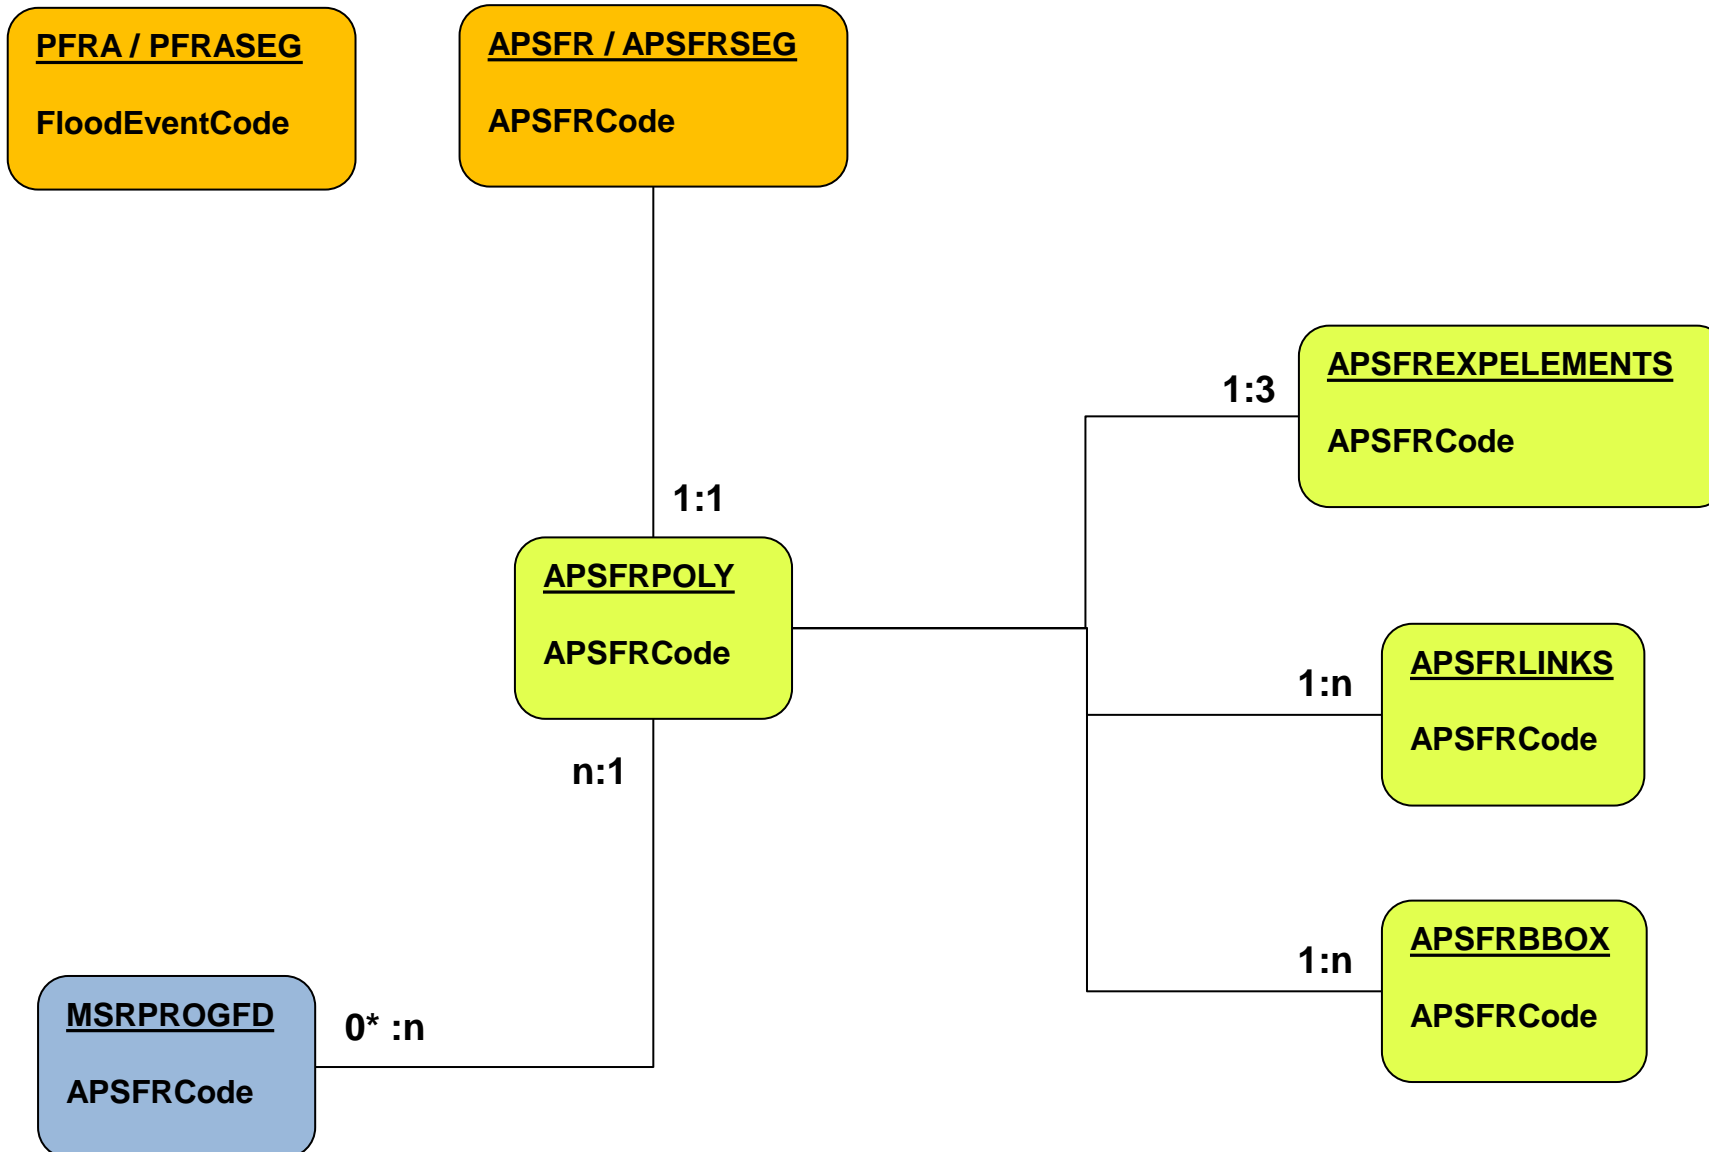 PFRA / PFRASEG
FloodEventCode
APSFR / APSFRSEG
APSFRCode
1:3
APSFREXPELEMENTS
APSFRCode
1:1
APSFRPOLY
APSFRCode
n:1
1:n
APSFRLINKS
APSFRCode
1:n
APSFRBBOX
APSFRCode
MSRPROGFD
APSFRCode
0* :n